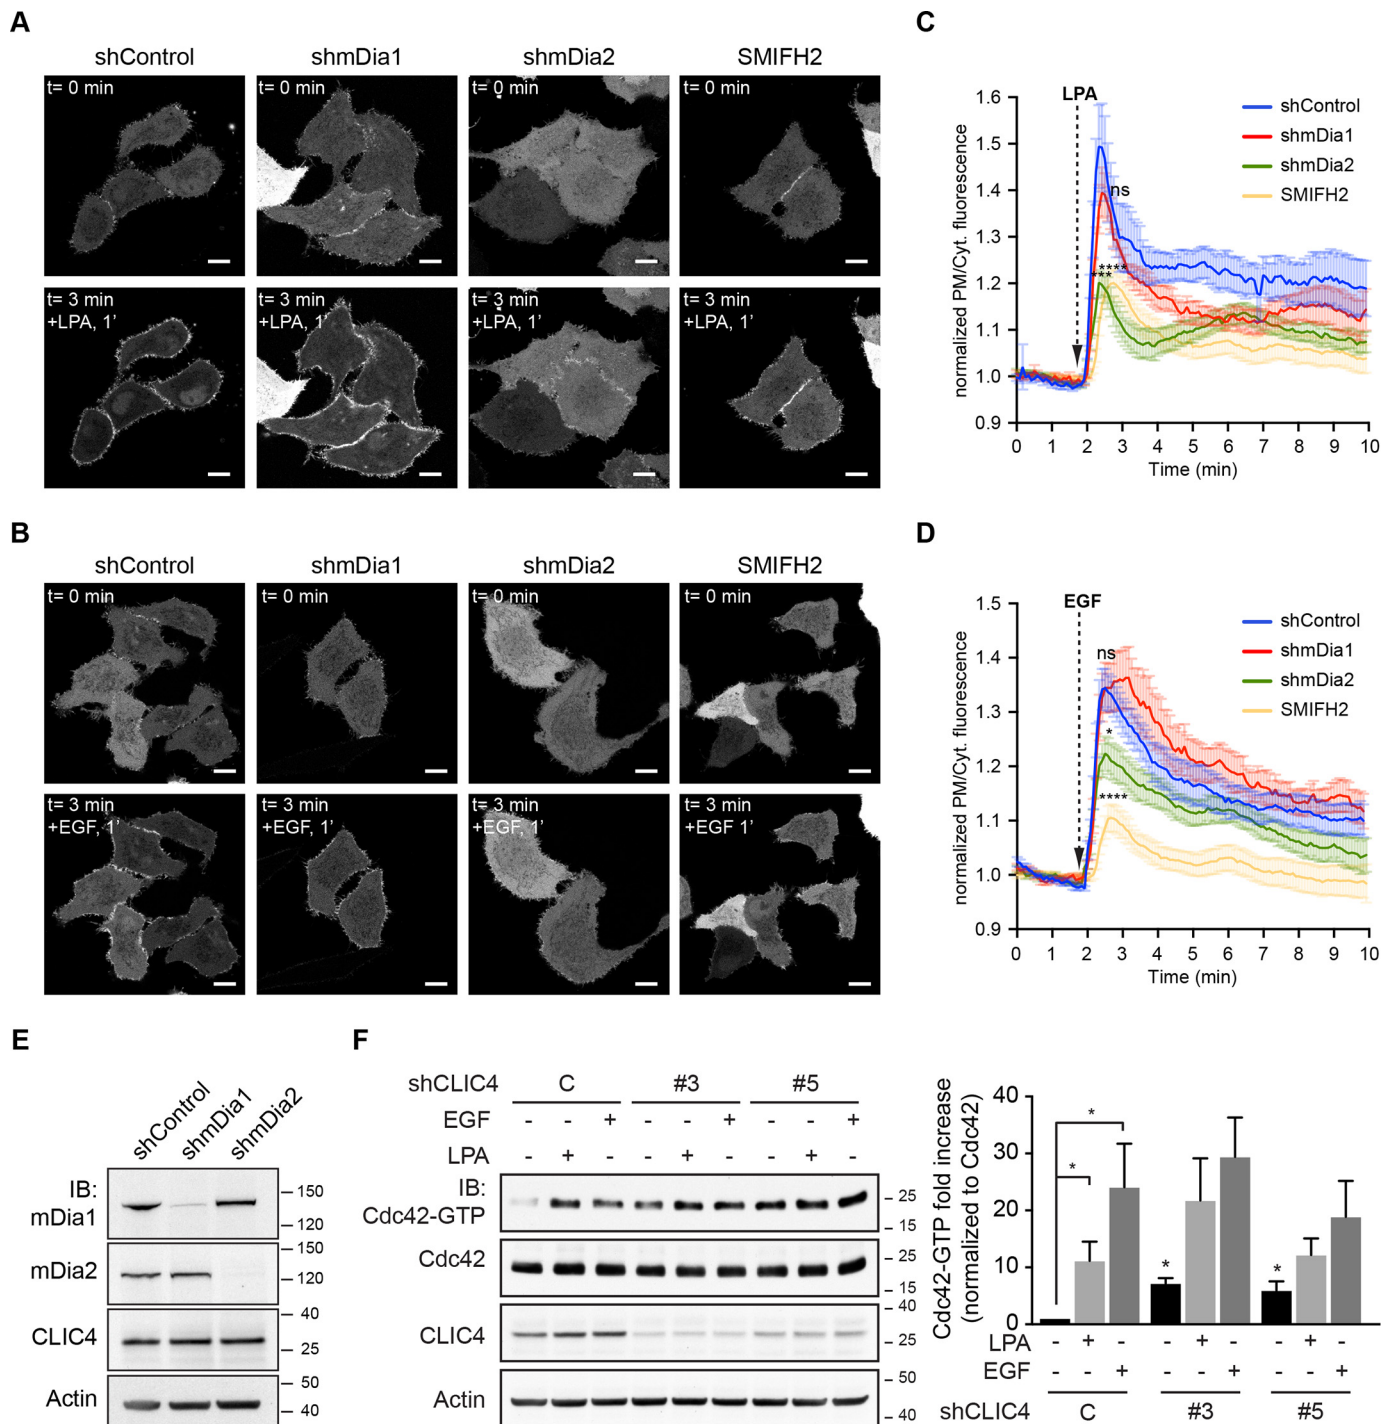 A
shControl
shmDia1
shmDia2
SMIFH2
t= 0 min
t= 0 min
t= 0 min
t= 0 min
t= 3 min
+LPA, 1’
t= 3 min
+LPA, 1’
t= 3 min
+LPA, 1’
t= 3 min
+LPA, 1’
B
shControl
shmDia1
shmDia2
SMIFH2
t= 0 min
t= 0 min
t= 0 min
t= 0 min
t= 3 min
+EGF, 1’
t= 3 min
+EGF, 1’
t= 3 min
+EGF, 1’
t= 3 min
+EGF 1’
C
normalized PM/Cyt. fluorescence
1.6
1.5
1.4
1.3
1.2
1.1
1.0
0.9
LPA
ns
****
***
shControl
shmDia1
shmDia2
SMIFH2
0 1 2 3 4 5 6 7 8 9 10
Time (min)
D
normalized PM/Cyt. fluorescence
1.5
1.4
1.3
1.2
1.1
1.0
0.9
EGF
ns
*
****
shControl
shmDia1
shmDia2
SMIFH2
0 1 2 3 4 5 6 7 8 9 10
Time (min)
E
shControl
shmDia1
shmDia2
IB:
mDia1
150
120
mDia2
150
120
CLIC4
40
25
Actin
50
40
F
shCLIC4 C #3 #5
EGF - - + - - + - - +
LPA - + - - + - - + -
IB:
Cdc42-GTP
25
15
Cdc42
25
15
CLIC4
40
25
Actin
50
40
Cdc42-GTP fold increase
(normalized to Cdc42)
40
30
20
10
0
*
*
*
*
LPA - + - - + - - + -
EGF - - + - - + - - +
shCLIC4 C #3 #5